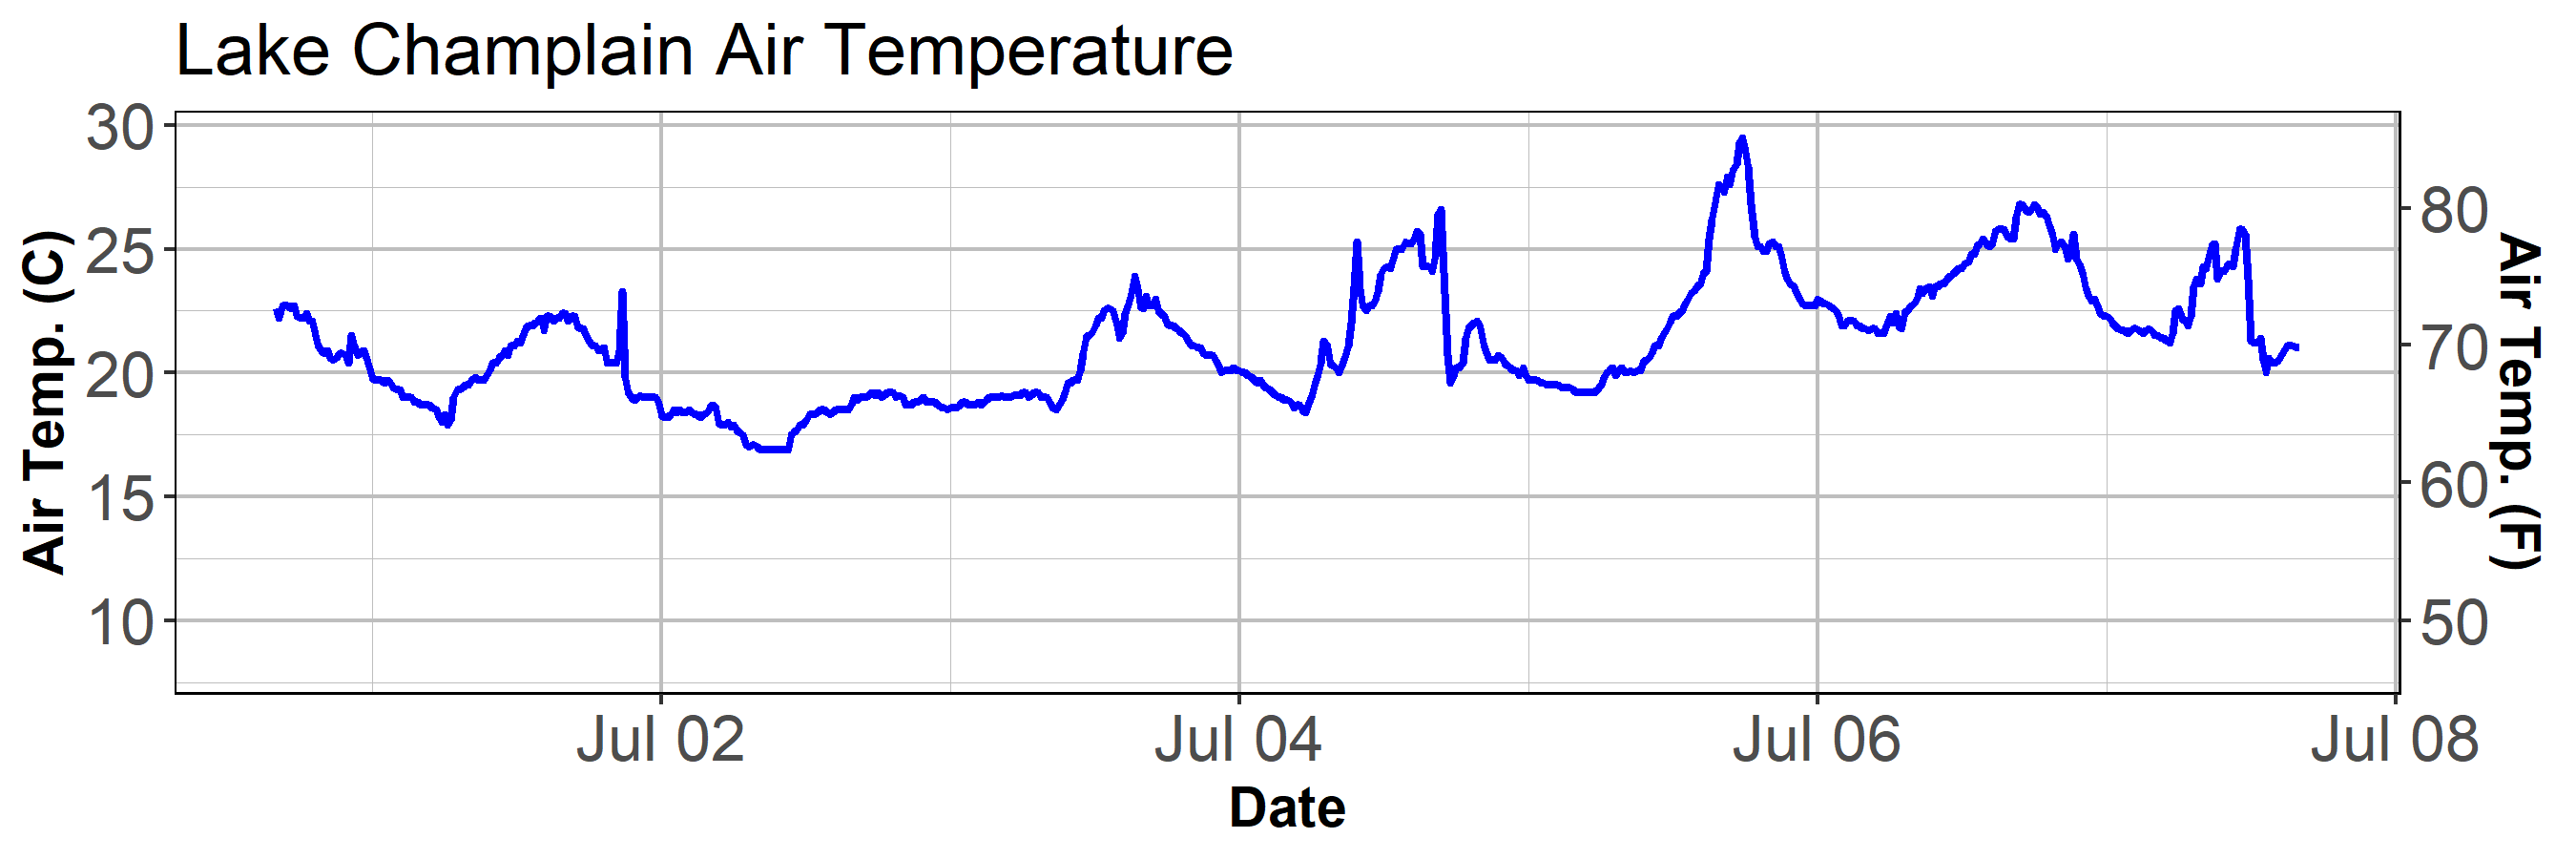 Lake Champlain Air Temperature
30
25
20
15
10
Air Temp. (C)
80
70
60
50
Air Temp. (F)
Jul 02 Jul 04 Jul 06 Jul 08
Date